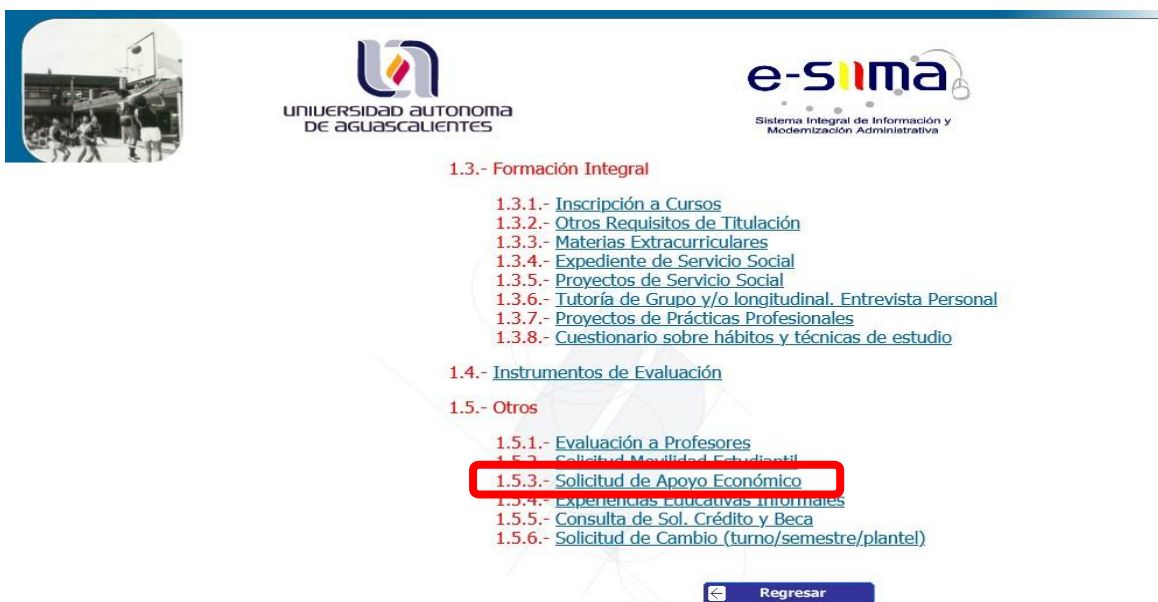 UNIVERSIDAD AUTONOMA
DE AGUASCALIENTES
e-siima
Sistema Integral de Información y
Modernización Administrativa
1.3.- Formación Integral
1.3.1.- Inscripción a Cursos
1.3.2.- Otros Requisitos de Titulación
1.3.3.- Materias Extracurriculares
1.3.4.- Expediente de Servicio Social
1.3.5.- Proyectos de Servicio Social
1.3.6.- Tutoría de Grupo y/o longitudinal. Entrevista Personal
1.3.7.- Proyectos de Prácticas Profesionales
1.3.8.- Cuestionario sobre hábitos y técnicas de estudio
1.4.- Instrumentos de Evaluación
1.5.- Otros
1.5.1.- Evaluación a Profesores
1.5.2.- Solicitud Movilidad Estudiantil
1.5.3.- Solicitud de Apoyo Económico
1.5.4.- Experiencias Educativas Informales
1.5.5.- Consulta de Sol. Crédito y Beca
1.5.6.- Solicitud de Cambio (turno/semestre/plantel)
Regresar